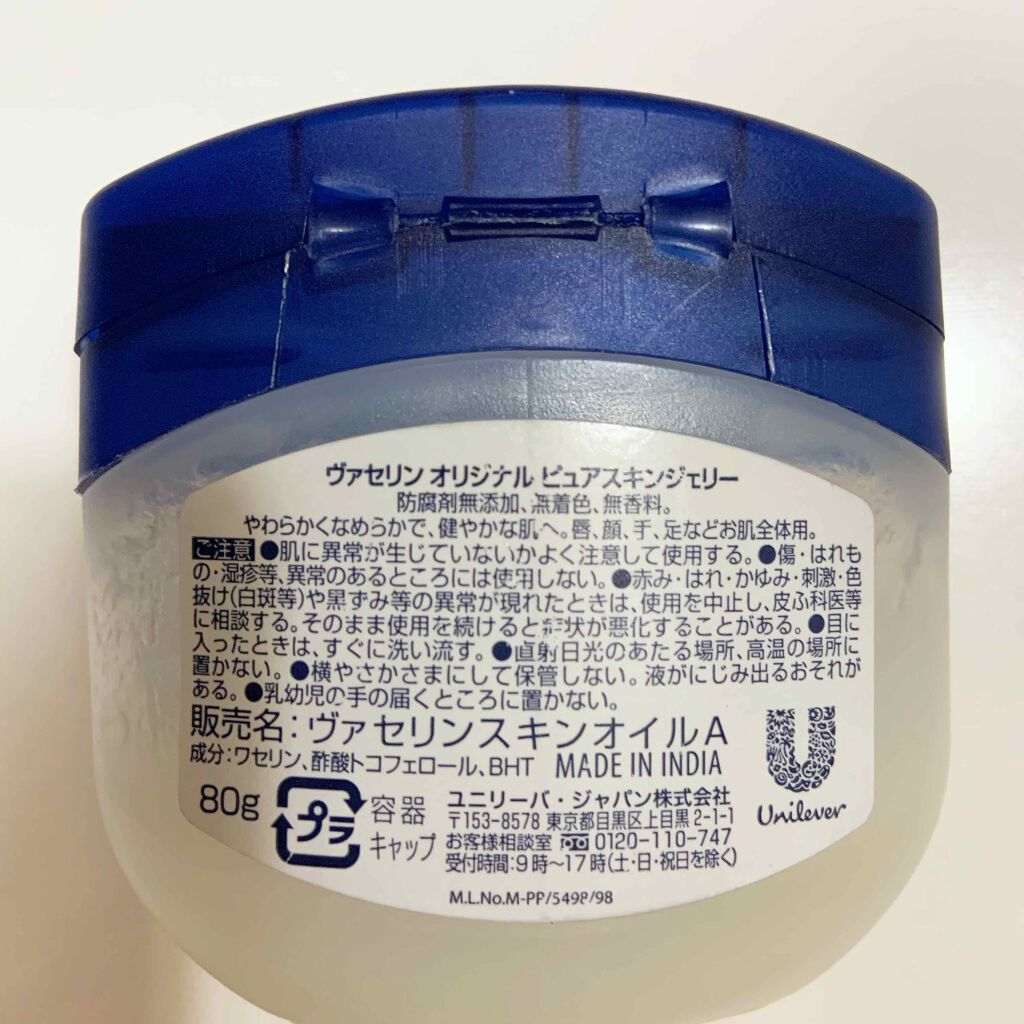 ヴァセリン オリジナル ピュアスキンジェリー
防腐剤無添加、無着色、無香料。
やわらかくなめらかで、健やかな肌へ。唇、顔、手、足などお肌全体用。
ご注意 ●肌に異常が生じていないかよく注意して使用する。●傷・はれも
の・湿疹等、異常のあるところには使用しない。●赤み・はれ・かゆみ・刺激・色
抜け(白斑等)や黒ずみ等の異常が現れたときは、使用を中止し、皮ふ科医等
に相談する。そのまま使用を続けると症状が悪化することがある。●目に
入ったときは、すぐに洗い流す。●直射日光のあたる場所、高温の場所に
置かない。●横やさかさまにして保管しない。液がにじみ出るおそれが
ある。●乳幼児の手の届くところに置かない。
販売名：ヴァセリンスキンオイルA
成分：ワセリン、酢酸トコフェロール、BHT MADE IN INDIA
80g
プラ
容器
キャップ
ユニリーバ・ジャパン株式会社
〒153-8578 東京都目黒区上目黒2-1-1
お客様相談室 0120-110-747
受付時間：9時〜17時(土・日・祝日を除く)
Unilever
M.L.No.M-PP/5498/98